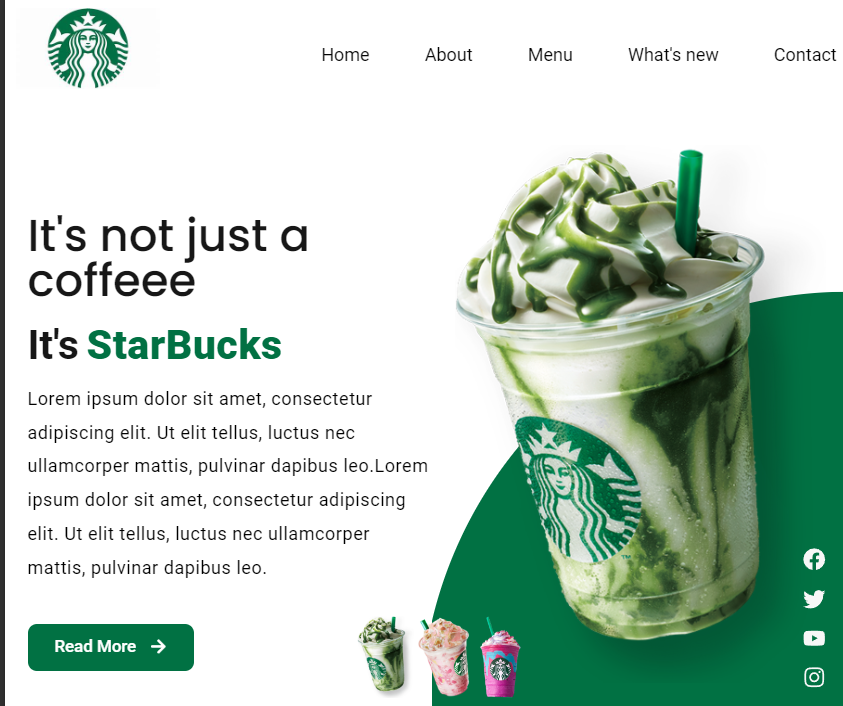 Home About Menu What's new Contact
It's not just a
coffeee
It's StarBucks
Lorem ipsum dolor sit amet, consectetur
adipiscing elit. Ut elit tellus, luctus nec
ullamcorper mattis, pulvinar dapibus leo.Lorem
ipsum dolor sit amet, consectetur adipiscing
elit. Ut elit tellus, luctus nec ullamcorper
mattis, pulvinar dapibus leo.
Read More
TM